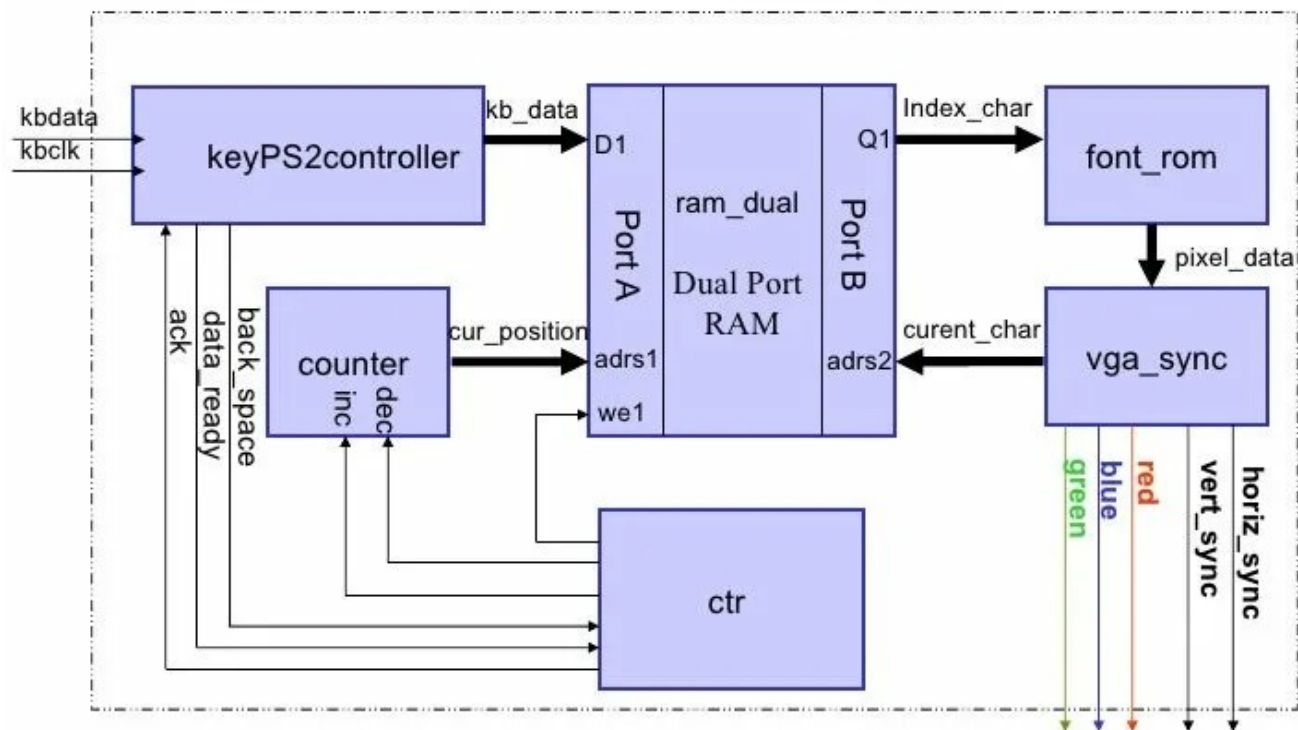 kbdata
kbclk
keyPS2controller
kb_data
D1
Port A
ram_dual
Dual Port
RAM
Q1
Port B
Index_char
font_rom
pixel_data
ack
data_ready
back_space
counter
inc
dec
cur_position
adrs1
we1
adrs2
curent_char
vga_sync
green
blue
red
vert_sync
horiz_sync
ctr